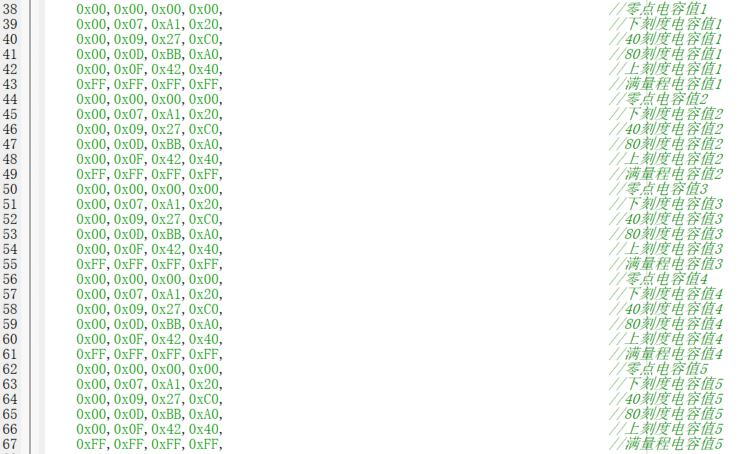 38 0x00,0x00,0x00,0x00, //零点电容值1
39 0x00,0x07,0xA1,0x20, //下刻度电容值1
40 0x00,0x09,0x27,0xC0, //40刻度电容值1
41 0x00,0x0D,0xBB,0xA0, //80刻度电容值1
42 0x00,0x0F,0x42,0x40, //上刻度电容值1
43 0xFF,0xFF,0xFF,0xFF, //满量程电容值1
44 0x00,0x00,0x00,0x00, //零点电容值2
45 0x00,0x07,0xA1,0x20, //下刻度电容值2
46 0x00,0x09,0x27,0xC0, //40刻度电容值2
47 0x00,0x0D,0xBB,0xA0, //80刻度电容值2
48 0x00,0x0F,0x42,0x40, //上刻度电容值2
49 0xFF,0xFF,0xFF,0xFF, //满量程电容值2
50 0x00,0x00,0x00,0x00, //零点电容值3
51 0x00,0x07,0xA1,0x20, //下刻度电容值3
52 0x00,0x09,0x27,0xC0, //40刻度电容值3
53 0x00,0x0D,0xBB,0xA0, //80刻度电容值3
54 0x00,0x0F,0x42,0x40, //上刻度电容值3
55 0xFF,0xFF,0xFF,0xFF, //满量程电容值3
56 0x00,0x00,0x00,0x00, //零点电容值4
57 0x00,0x07,0xA1,0x20, //下刻度电容值4
58 0x00,0x09,0x27,0xC0, //40刻度电容值4
59 0x00,0x0D,0xBB,0xA0, //80刻度电容值4
60 0x00,0x0F,0x42,0x40, //上刻度电容值4
61 0xFF,0xFF,0xFF,0xFF, //满量程电容值4
62 0x00,0x00,0x00,0x00, //零点电容值5
63 0x00,0x07,0xA1,0x20, //下刻度电容值5
64 0x00,0x09,0x27,0xC0, //40刻度电容值5
65 0x00,0x0D,0xBB,0xA0, //80刻度电容值5
66 0x00,0x0F,0x42,0x40, //上刻度电容值5
67 0xFF,0xFF,0xFF,0xFF, //满量程电容值5